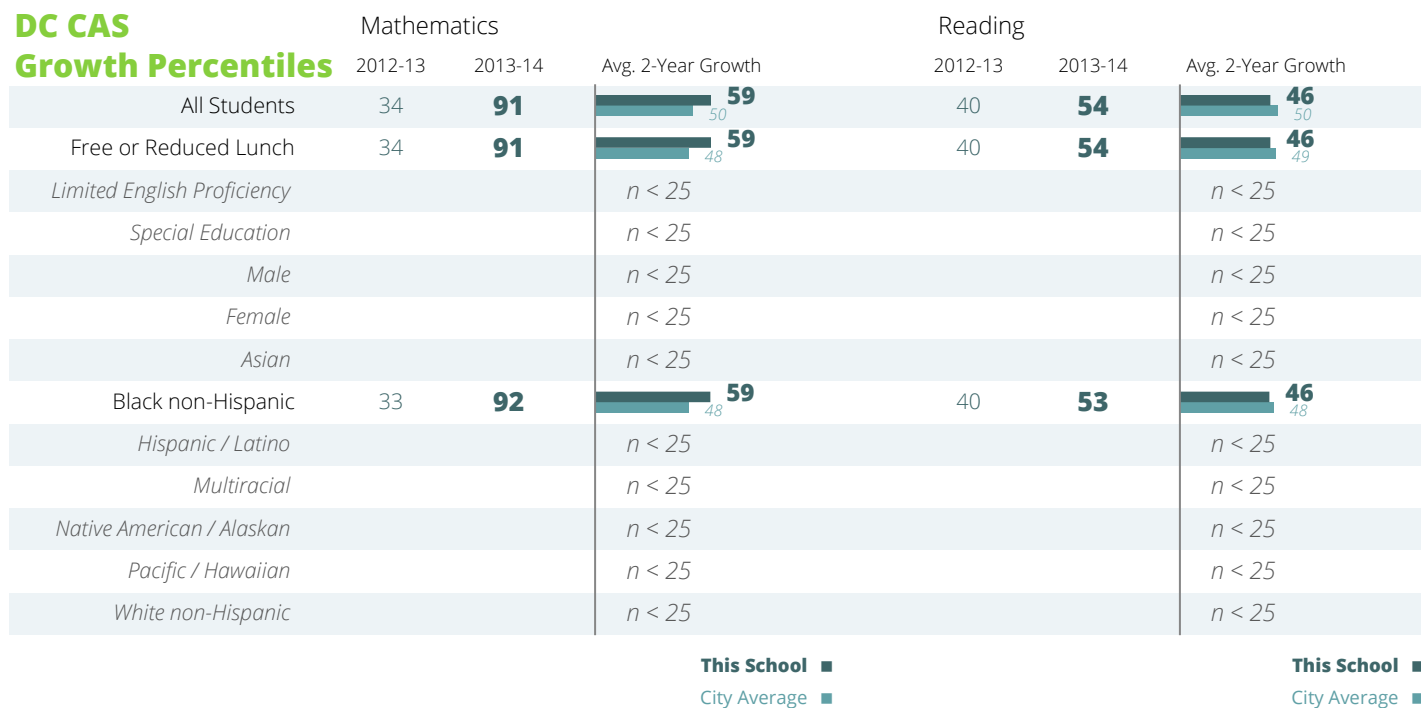 DC CAS
Growth Percentiles
Mathematics Reading
2012-13 2013-14 Avg. 2-Year Growth 2012-13 2013-14 Avg. 2-Year Growth
All Students 34 91 59 50 40 54 46 50
Free or Reduced Lunch 34 91 59 48 40 54 46 49
Limited English Proficiency n < 25 n < 25
Special Education n < 25 n < 25
Male n < 25 n < 25
Female n < 25 n < 25
Asian n < 25 n < 25
Black non-Hispanic 33 92 59 48 40 53 46 48
Hispanic / Latino n < 25 n < 25
Multiracial n < 25 n < 25
Native American / Alaskan n < 25 n < 25
Pacific / Hawaiian n < 25 n < 25
White non-Hispanic n < 25 n < 25
This School This School
City Average City Average